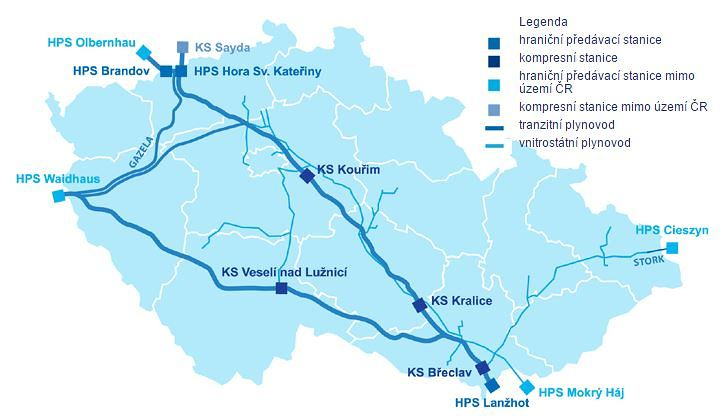 Legenda
hraniční předávací stanice
kompresní stanice
hraniční předávací stanice mimo
území ČR
kompresní stanice mimo území ČR
tranzitní plynovod
vnitrostátní plynovod
HPS Olbernhau
KS Sayda
HPS Brandov
HPS Hora Sv. Kateřiny
GAZELA
KS Kouřim
HPS Waidhaus
HPS Cieszyn
STORK
KS Veselí nad Lužnicí
KS Kralice
KS Břeclav
HPS Mokrý Háj
HPS Lanžhot